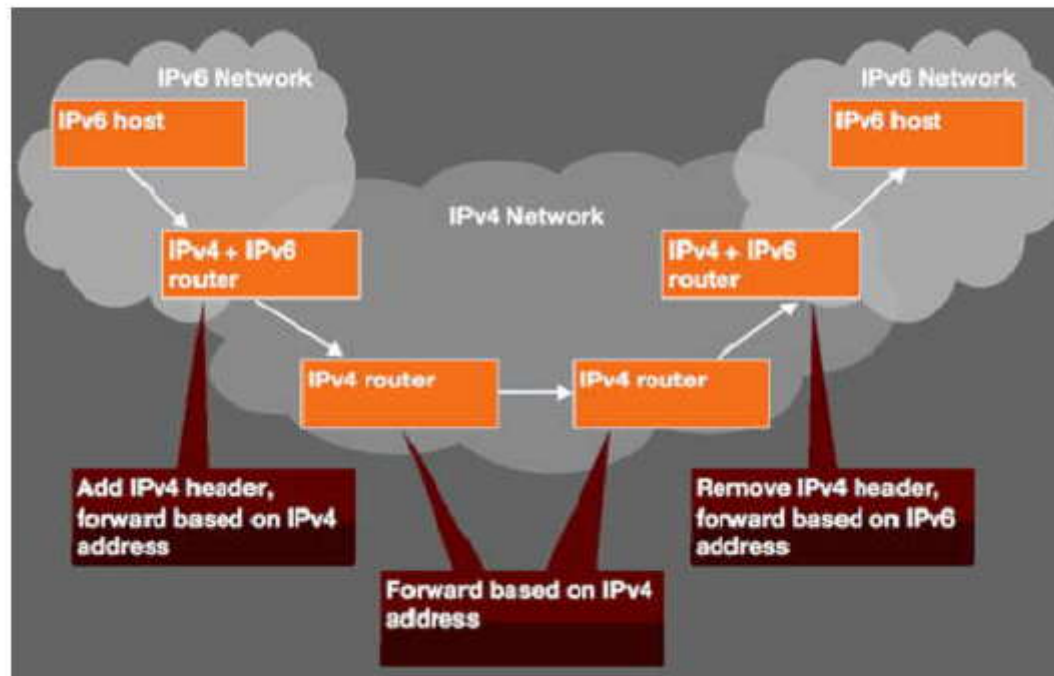 IPv6 Network
IPv6 host
IPv6 Network
IPv6 host
IPv4 Network
IPv4 + IPv6
router
IPv4 + IPv6
router
IPv4 router
IPv4 router
Add IPv4 header,
forward based on IPv4
address
Remove IPv4 header,
forward based on IPv6
address
Forward based on IPv4
address